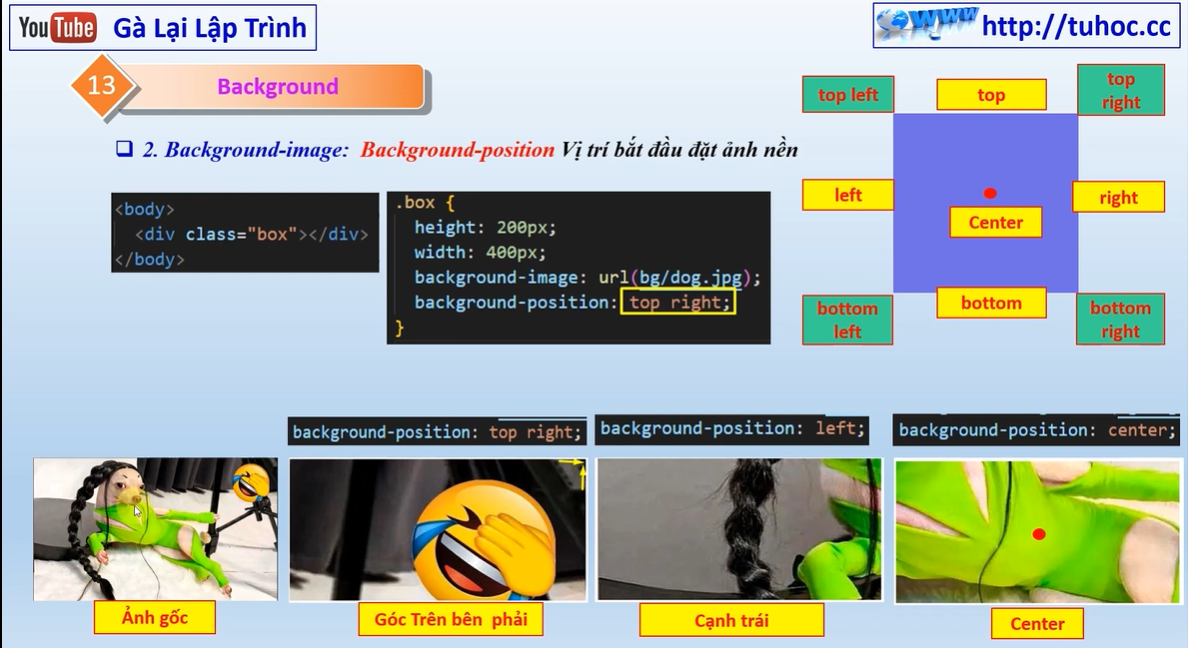 YouTube Gà Lại Lập Trình
www http://tuhoc.cc
13 Background
2. Background-image: Background-position Vị trí bắt đầu đặt ảnh nền
<body>
<div class="box"></div>
</body>
.box {
height: 200px;
width: 400px;
background-image: url(bg/dog.jpg);
background-position: top right;
}
top left
top
top
right
left
Center
right
bottom
left
bottom
bottom
right
background-position: top right;
background-position: left;
background-position: center;
Ảnh gốc
Góc Trên bên phải
Cạnh trái
Center